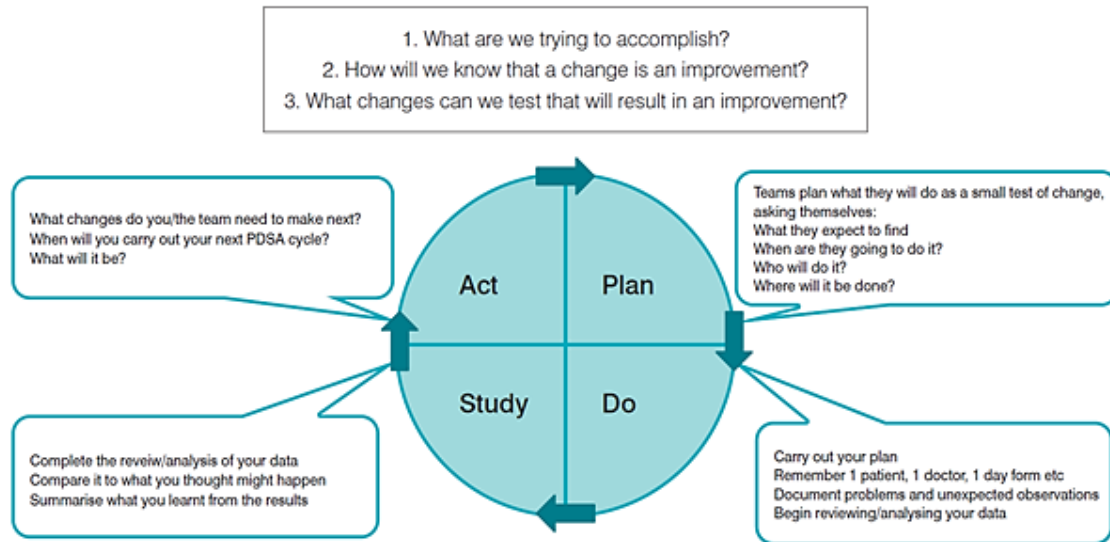 1. What are we trying to accomplish?
2. How will we know that a change is an improvement?
3. What changes can we test that will result in an improvement?
What changes do you/the team need to make next?
When will you carry out your next PDSA cycle?
What will it be?
Teams plan what they will do as a small test of change,
asking themselves:
What they expect to find
When are they going to do it?
Who will do it?
Where will it be done?
Act
Plan
Study
Do
Complete the reveiw/analysis of your data
Compare it to what you thought might happen
Summarise what you learnt from the results
Carry out your plan
Remember 1 patient, 1 doctor, 1 day form etc
Document problems and unexpected observations
Begin reviewing/analysing your data